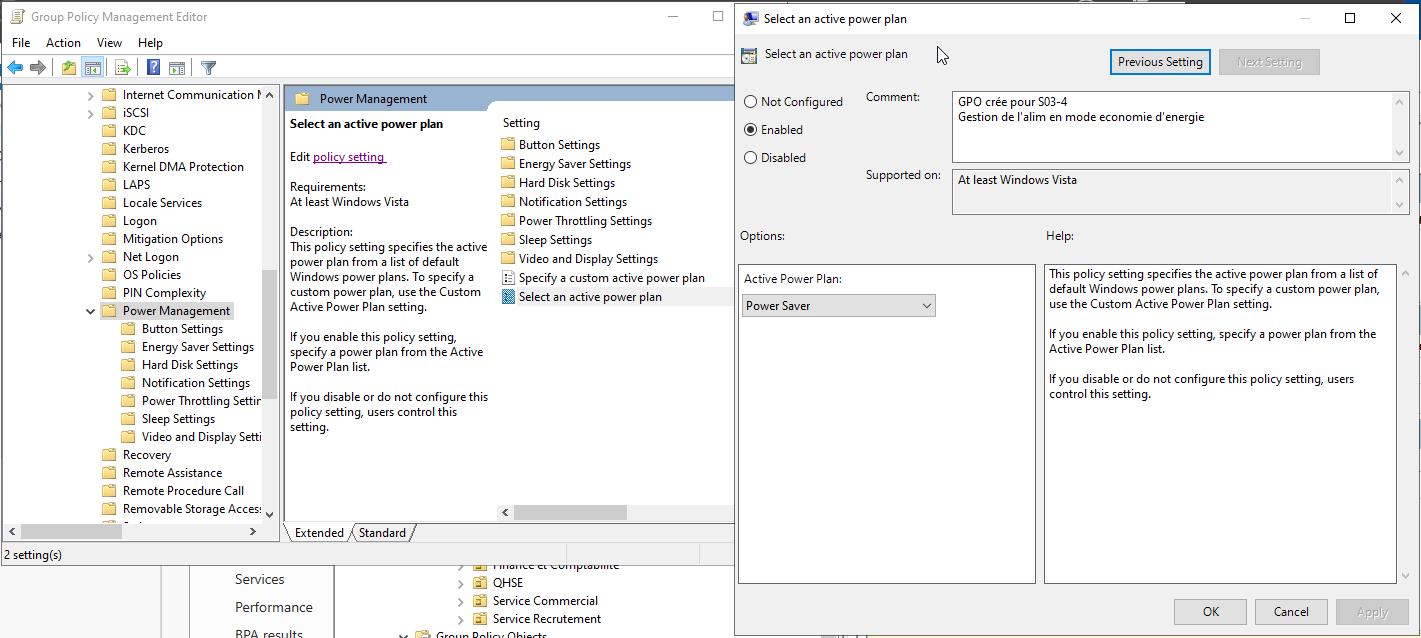 Group Policy Management Editor
File Action View Help
Internet Communication M
iSCSI
KDC
Kerberos
Kernel DMA Protection
LAPS
Locale Services
Logon
Mitigation Options
Net Logon
OS Policies
PIN Complexity
Power Management
Button Settings
Energy Saver Settings
Hard Disk Settings
Notification Settings
Power Throttling Settin
Sleep Settings
Video and Display Setti
Recovery
Remote Assistance
Remote Procedure Call
Removable Storage Access
2 setting(s)
Power Management
Select an active power plan
Edit policy setting
Requirements:
At least Windows Vista
Description:
This policy setting specifies the active
power plan from a list of default
Windows power plans. To specify a
custom power plan, use the Custom
Active Power Plan setting.
If you enable this policy setting,
specify a power plan from the Active
Power Plan list.
If you disable or do not configure this
policy setting, users control this
setting.
Setting
Button Settings
Energy Saver Settings
Hard Disk Settings
Notification Settings
Power Throttling Settings
Sleep Settings
Video and Display Settings
Specify a custom active power plan
Select an active power plan
Extended Standard
Services
Performance
BPA results
Finance et Comptabilité
QHSE
Service Commercial
Service Recrutement
Group Policy Objects
Select an active power plan
Select an active power plan
Previous Setting Next Setting
Not Configured
Enabled
Disabled
Comment:
GPO crée pour S03-4
Gestion de l'alim en mode economie d'energie
Supported on:
At least Windows Vista
Options:
Active Power Plan:
Power Saver
Help:
This policy setting specifies the active power plan from a list of
default Windows power plans. To specify a custom power plan,
use the Custom Active Power Plan setting.
If you enable this policy setting, specify a power plan from the
Active Power Plan list.
If you disable or do not configure this policy setting, users
control this setting.
OK Cancel Apply